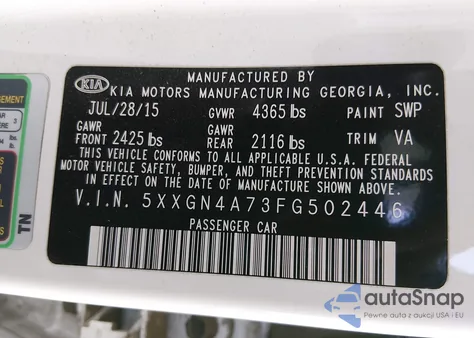 MANUFACTURED BY
KIA
KIA MOTORS MANUFACTURING GEORGIA, INC.
JUL/28/15 GVWR 4365 lbs PAINT SWP
GAWR FRONT 2425 lbs GAWR REAR 2116 lbs TRIM VA
THIS VEHICLE CONFORMS TO ALL APPLICABLE U.S.A. FEDERAL
MOTOR VEHICLE SAFETY, BUMPER, AND THEFT PREVENTION STANDARDS
IN EFFECT ON THE DATE OF MANUFACTURE SHOWN ABOVE.
V.I.N. 5XXGN4A73FG502446
PASSENGER CAR
TN
autoSnap
Pewne auta z aukcji USA i EU